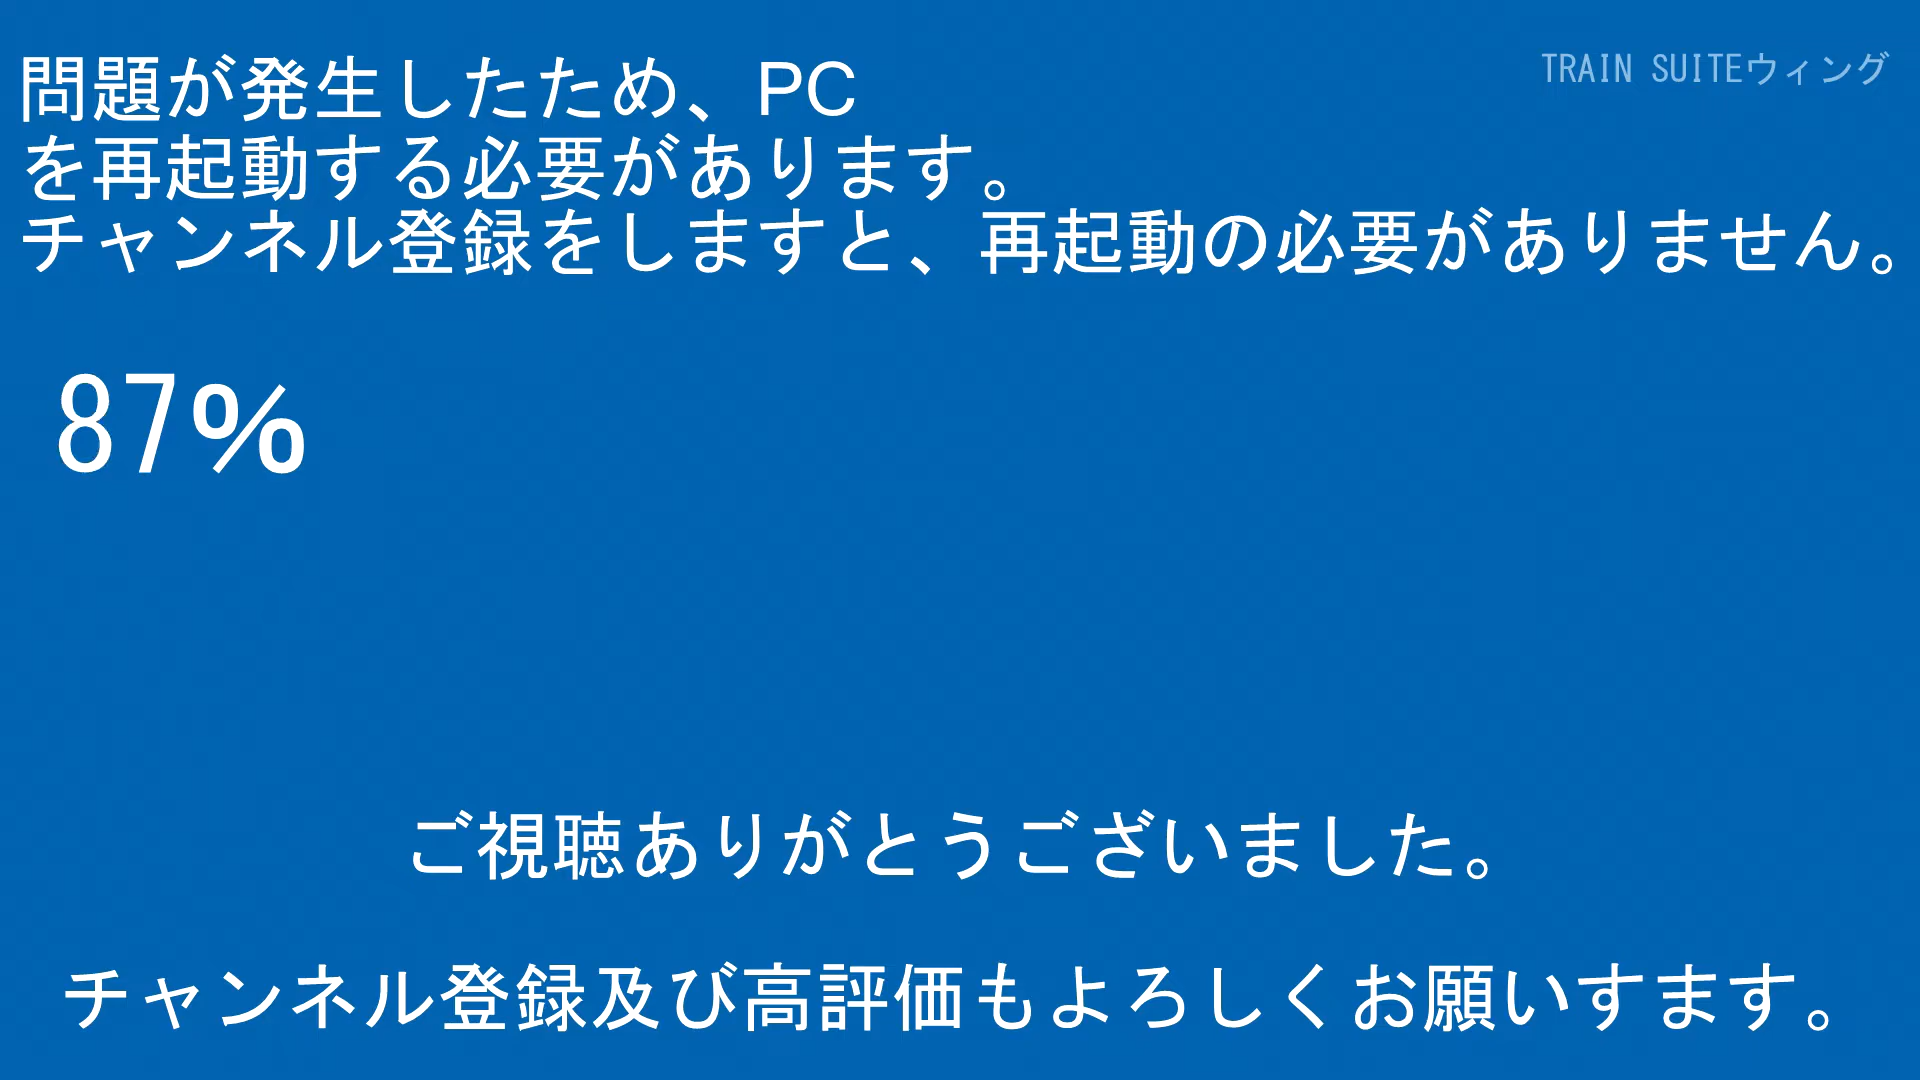 問題が発生したため、PC
TRAIN SUITEウィング
を再起動する必要があります。
チャンネル登録をしますと、再起動の必要がありません。
87%
ご視聴ありがとうございました。
チャンネル登録及び高評価もよろしくお願いすます。